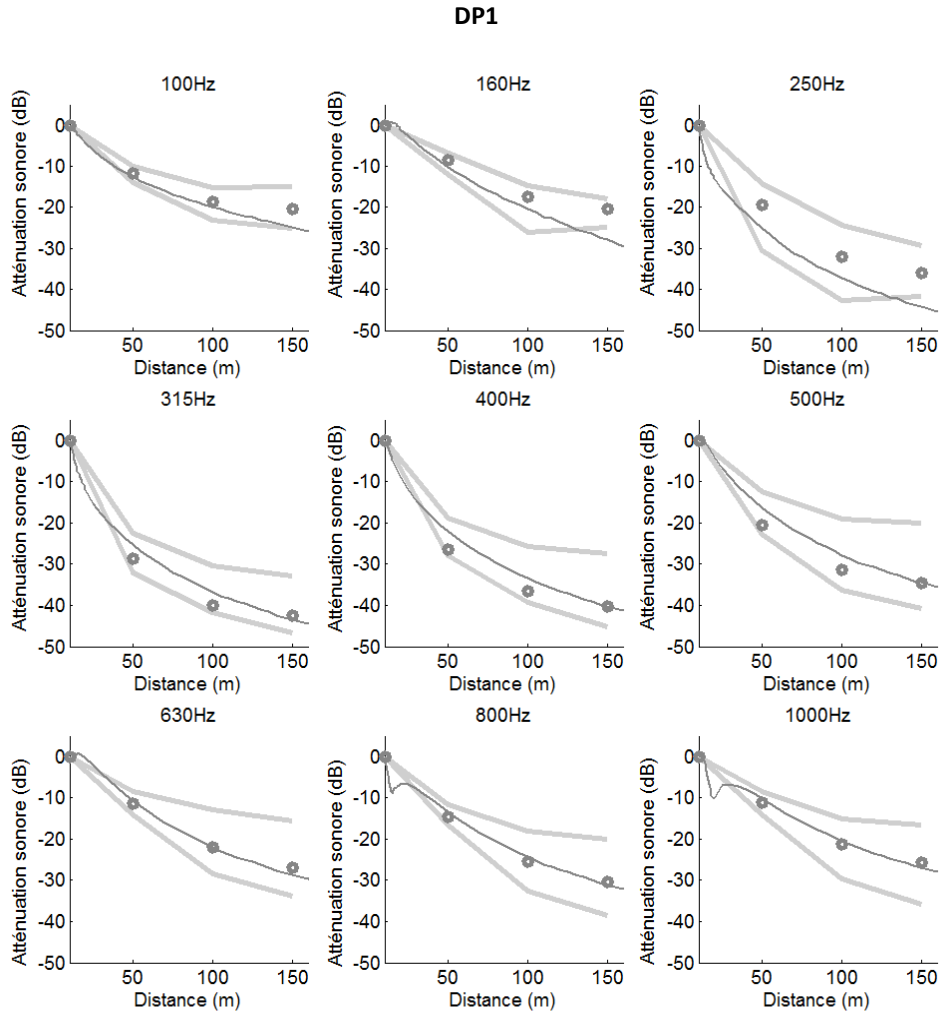 DP1
100Hz
160Hz
250Hz
Atténuation sonore (dB)
0
-10
-20
-30
-40
-50
50
100
150
Distance (m)
Atténuation sonore (dB)
0
-10
-20
-30
-40
-50
50
100
150
Distance (m)
Atténuation sonore (dB)
0
-10
-20
-30
-40
-50
50
100
150
Distance (m)
315Hz
400Hz
500Hz
Atténuation sonore (dB)
0
-10
-20
-30
-40
-50
50
100
150
Distance (m)
Atténuation sonore (dB)
0
-10
-20
-30
-40
-50
50
100
150
Distance (m)
Atténuation sonore (dB)
0
-10
-20
-30
-40
-50
50
100
150
Distance (m)
630Hz
800Hz
1000Hz
Atténuation sonore (dB)
0
-10
-20
-30
-40
-50
50
100
150
Distance (m)
Atténuation sonore (dB)
0
-10
-20
-30
-40
-50
50
100
150
Distance (m)
Atténuation sonore (dB)
0
-10
-20
-30
-40
-50
50
100
150
Distance (m)